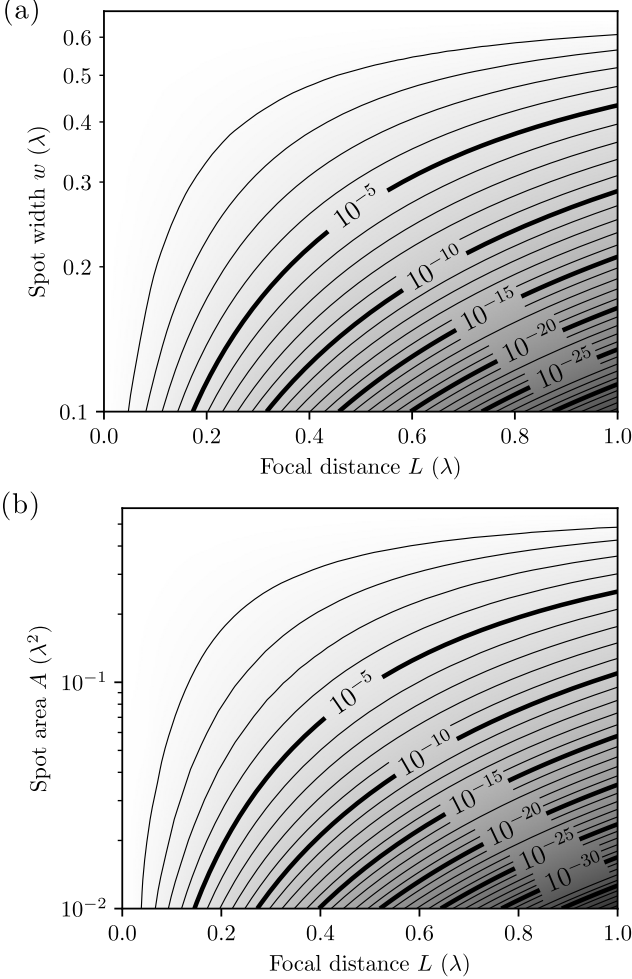 (a)
0.6
0.5
0.4
0.3
0.2
0.1
Spot width w (λ)
10⁻⁵
10⁻¹⁰
10⁻¹⁵
10⁻²⁰
10⁻²⁵
0.0 0.2 0.4 0.6 0.8 1.0
Focal distance L (λ)
(b)
10⁻¹
10⁻²
Spot area A (λ²)
10⁻⁵
10⁻¹⁰
10⁻¹⁵
10⁻²⁰
10⁻²⁵
10⁻³⁰
0.0 0.2 0.4 0.6 0.8 1.0
Focal distance L (λ)